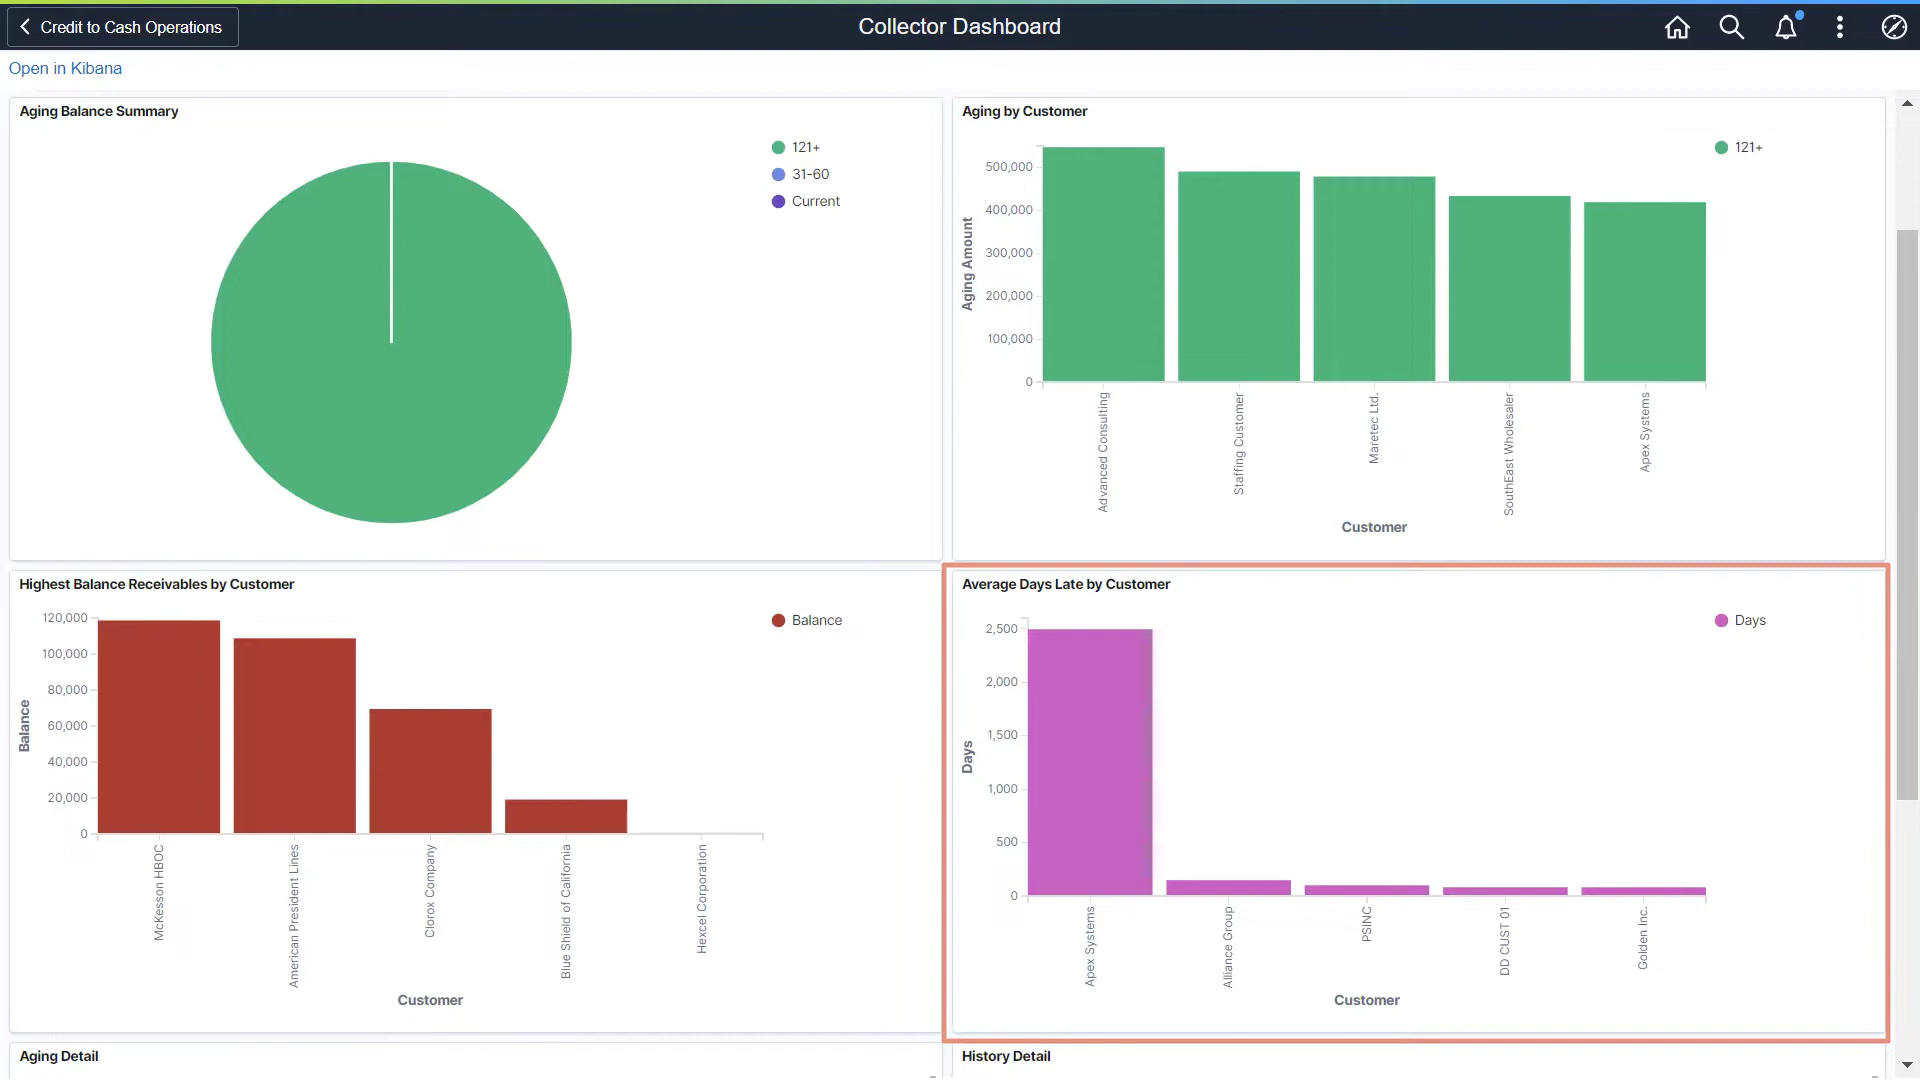 Credit to Cash Operations
Collector Dashboard
Open in Kibana
Aging Balance Summary
121+
31-60
Current
Aging by Customer
121+
Aging Amount
500,000
400,000
300,000
200,000
100,000
0
Advanced Consulting
Staffing Customer
Maretec Ltd.
SouthEast Wholesaler
Apex Systems
Customer
Highest Balance Receivables by Customer
Balance
Balance
120,000
100,000
80,000
60,000
40,000
20,000
0
McKesson HBOC
American President Lines
Clorox Company
Blue Shield of California
Hexcel Corporation
Customer
Average Days Late by Customer
Days
Days
2,500
2,000
1,500
1,000
500
0
Apex Systems
Alliance Group
PSINC
DD CUST 01
Golden Inc.
Customer
Aging Detail
History Detail